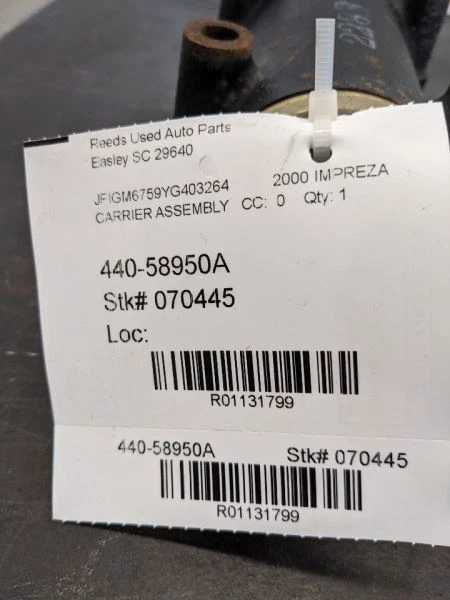 Reeds Used Auto Parts
Easley SC 29640
JF1GM6759YG403264 2000 IMPREZA
CARRIER ASSEMBLY CC: 0 Qty: 1
440-58950A
Stk# 070445
Loc:
R01131799
440-58950A Stk# 070445
R01131799